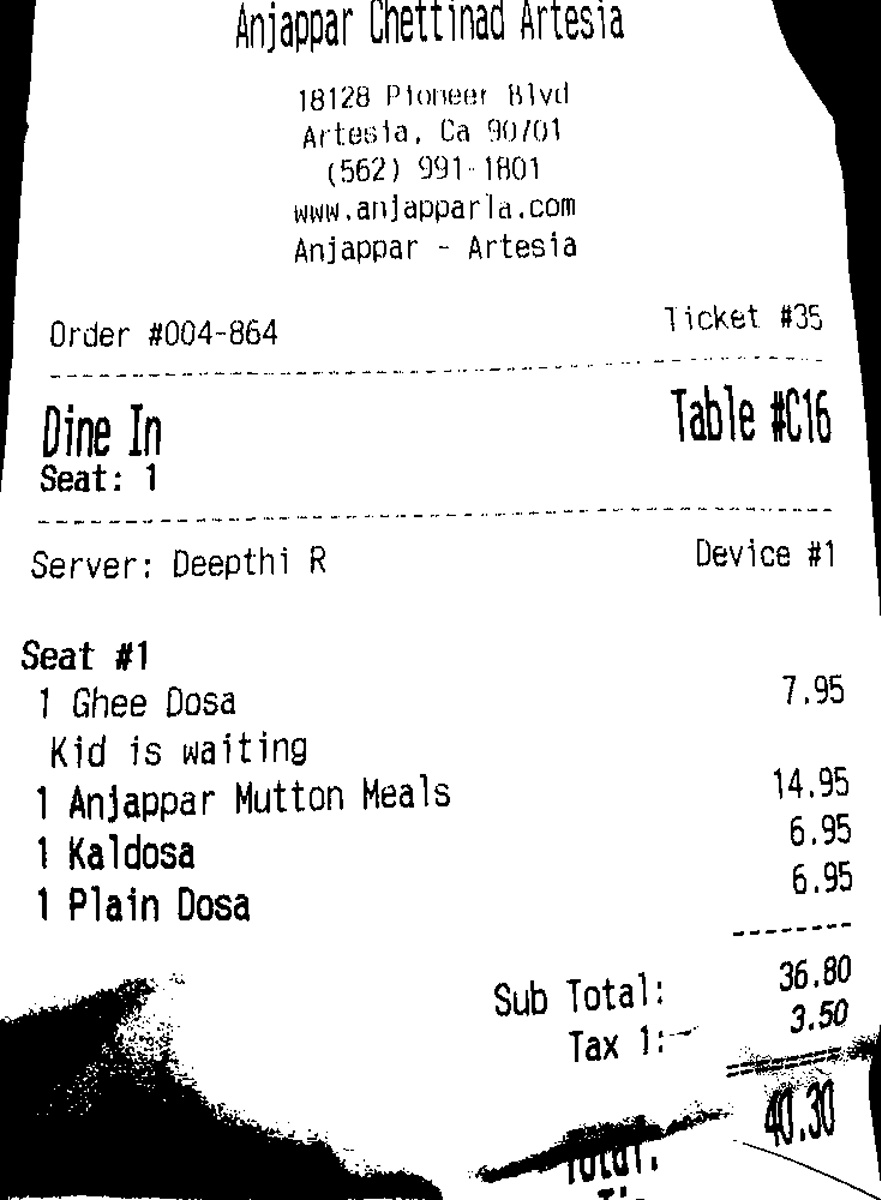 Anjappar Chettinad Artesia
18128 Pioneer Blvd
Artesia, Ca 90701
(562) 991-1801
www.anjapparla.com
Anjappar - Artesia
Order #004-864 Ticket #35
Dine In Table #C16
Seat: 1
Server: Deepthi R Device #1
Seat #1
1 Ghee Dosa 7.95
Kid is waiting
1 Anjappar Mutton Meals 14.95
1 Kaldosa 6.95
1 Plain Dosa 6.95
Sub Total: 36.80
Tax 1: 3.50
Total: 40.30